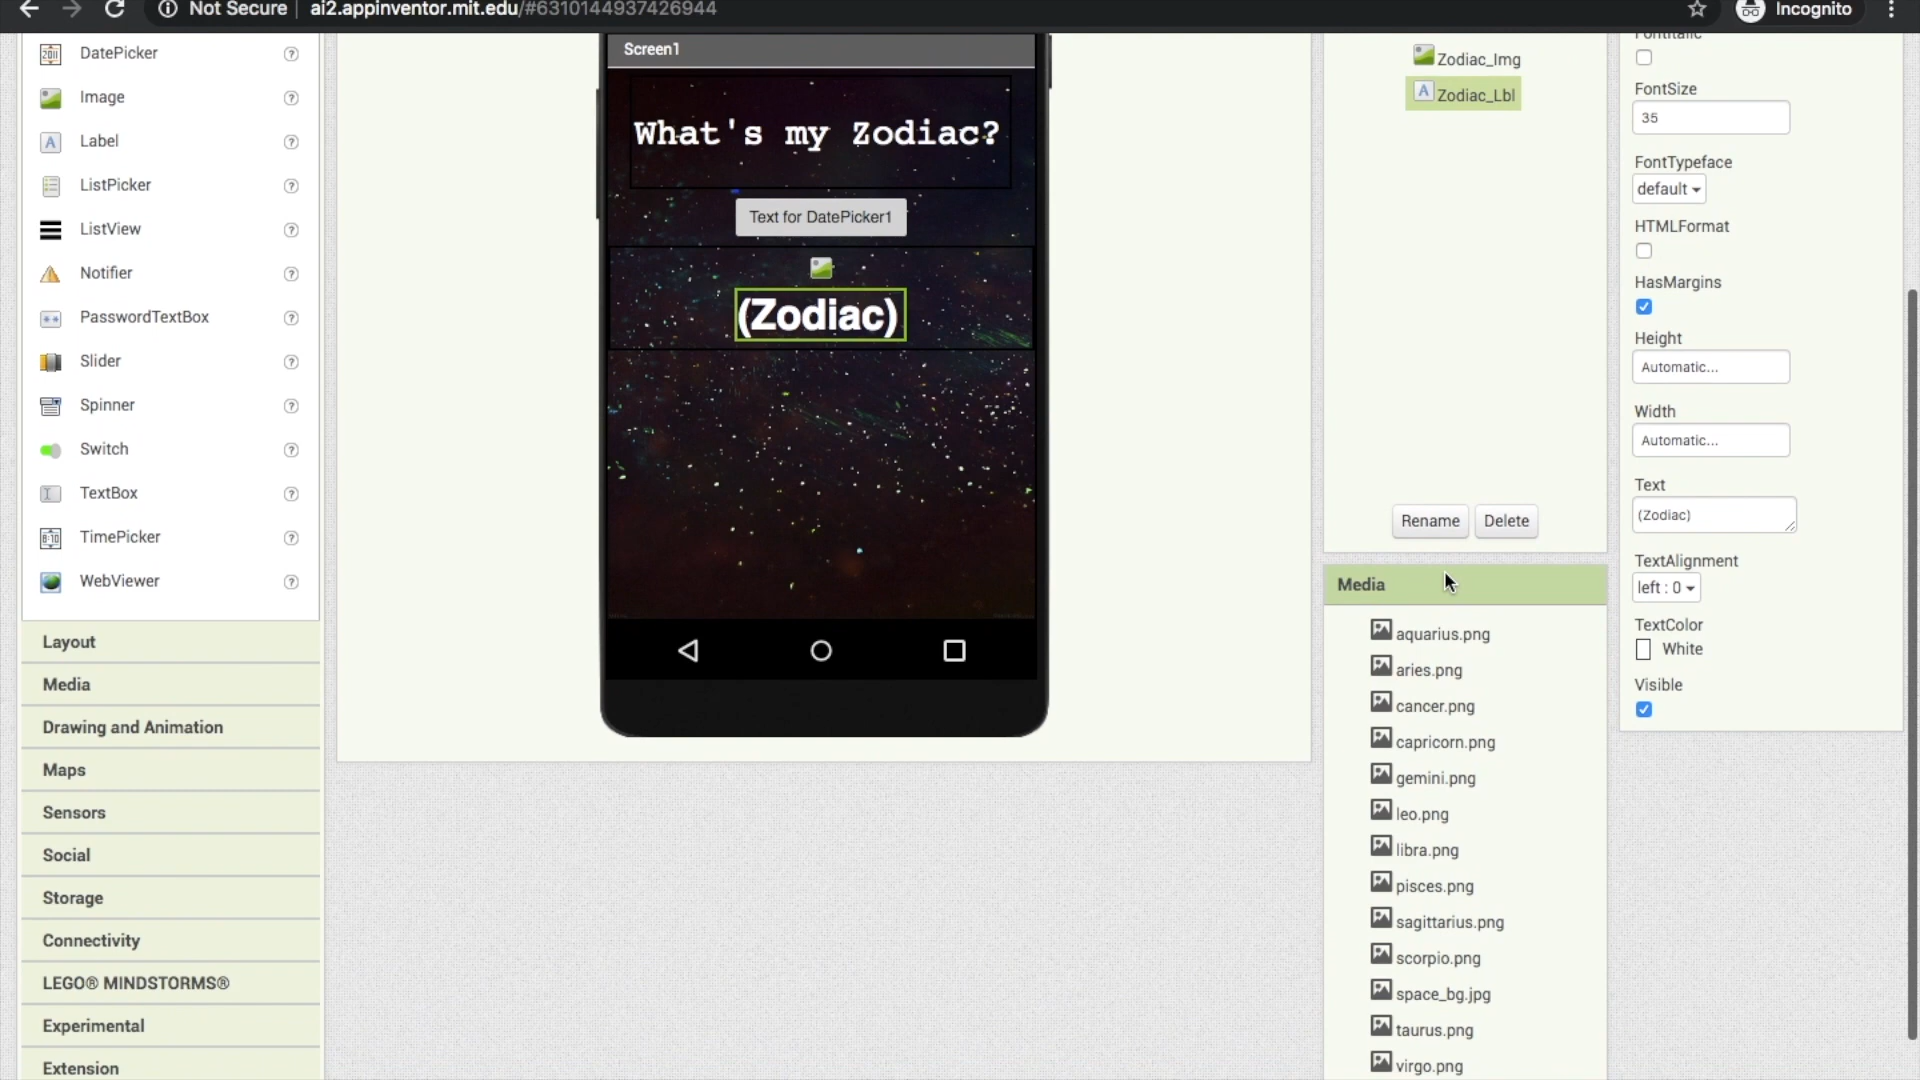 Not Secure
ai2.appinventor.mit.edu/#6310144937426944
Incognito
DatePicker
Image
Label
ListPicker
ListView
Notifier
PasswordTextBox
Slider
Spinner
Switch
TextBox
TimePicker
WebViewer
Layout
Media
Drawing and Animation
Maps
Sensors
Social
Storage
Connectivity
LEGO® MINDSTORMS®
Experimental
Extension
Screen1
What's my Zodiac?
Text for DatePicker1
(Zodiac)
Zodiac_Img
Zodiac_Lbl
Rename
Delete
Media
aquarius.png
aries.png
cancer.png
capricorn.png
gemini.png
leo.png
libra.png
pisces.png
sagittarius.png
scorpio.png
space_bg.jpg
taurus.png
virgo.png
FontItalic
FontSize
35
FontTypeface
default
HTMLFormat
HasMargins
Height
Automatic...
Width
Automatic...
Text
(Zodiac)
TextAlignment
left : 0
TextColor
White
Visible